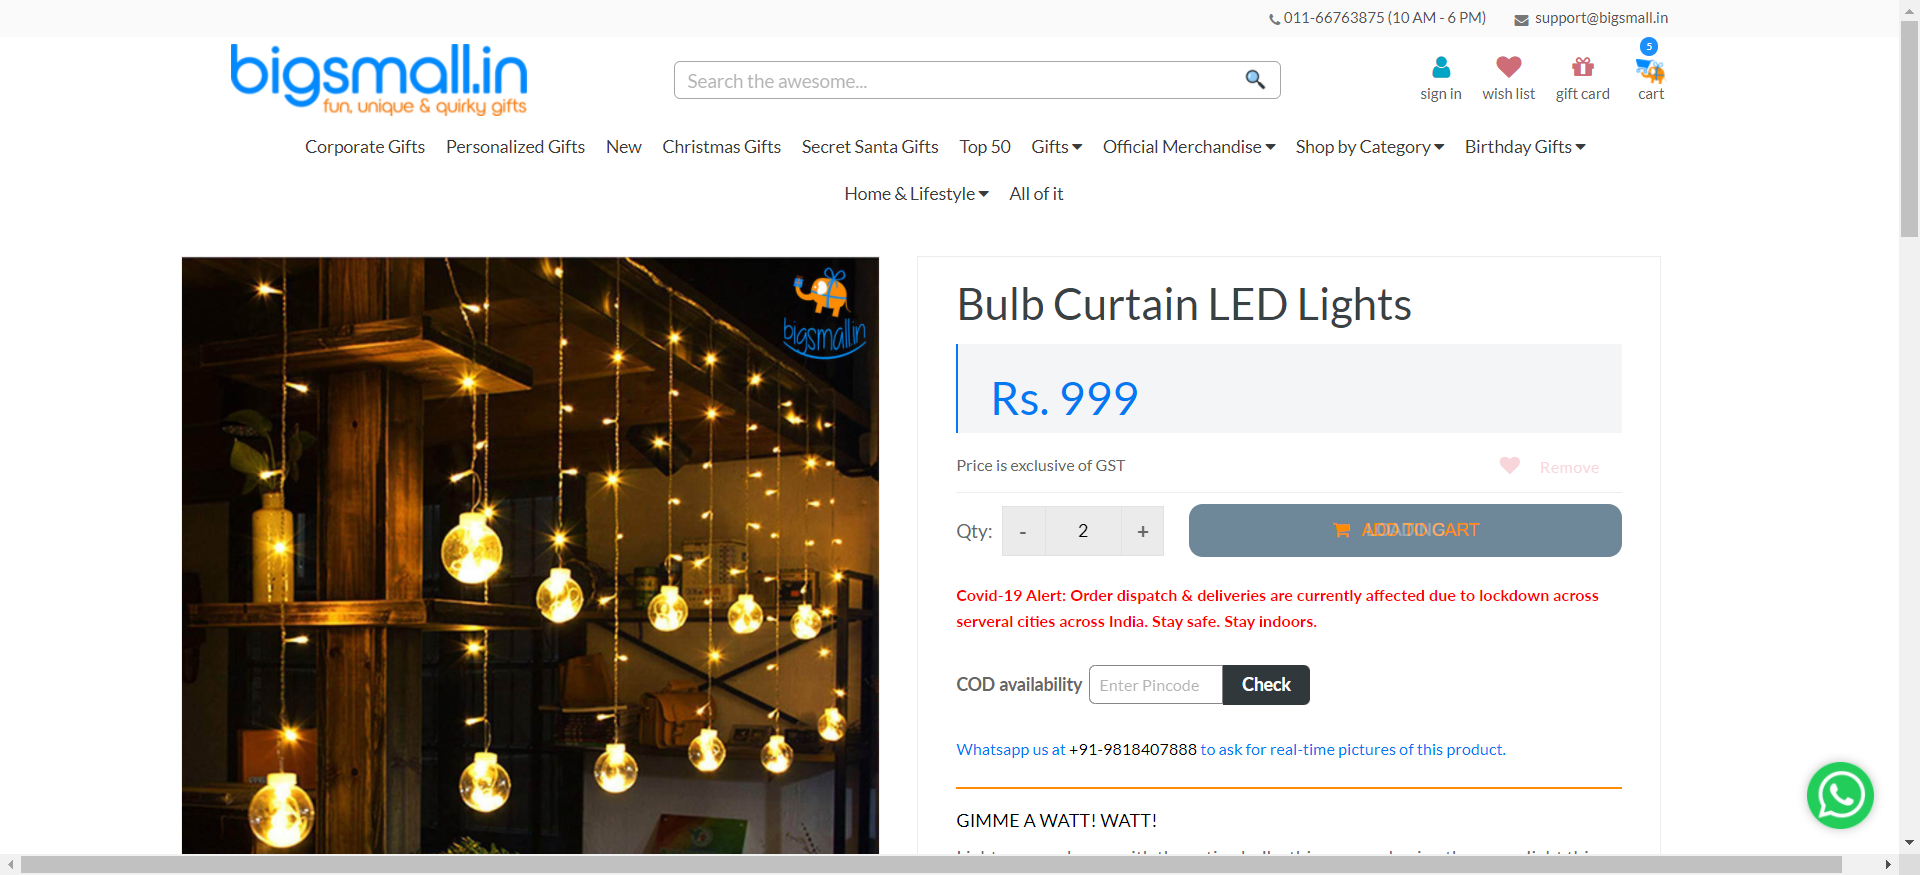 011-66763875 (10 AM - 6 PM) support@bigsmall.in
bigsmall.in
fun, unique & quirky gifts
Search the awesome...
5
sign in wish list gift card cart
Corporate Gifts Personalized Gifts New Christmas Gifts Secret Santa Gifts Top 50 Gifts Official Merchandise Shop by Category Birthday Gifts
Home & Lifestyle All of it
bigsmall.in
Bulb Curtain LED Lights
Rs. 999
Price is exclusive of GST
Remove
Qty: - 2 +
ADD TO CART
LOADING
Covid-19 Alert: Order dispatch & deliveries are currently affected due to lockdown across
serveral cities across India. Stay safe. Stay indoors.
COD availability Enter Pincode Check
Whatsapp us at +91-9818407888 to ask for real-time pictures of this product.
GIMME A WATT! WATT!